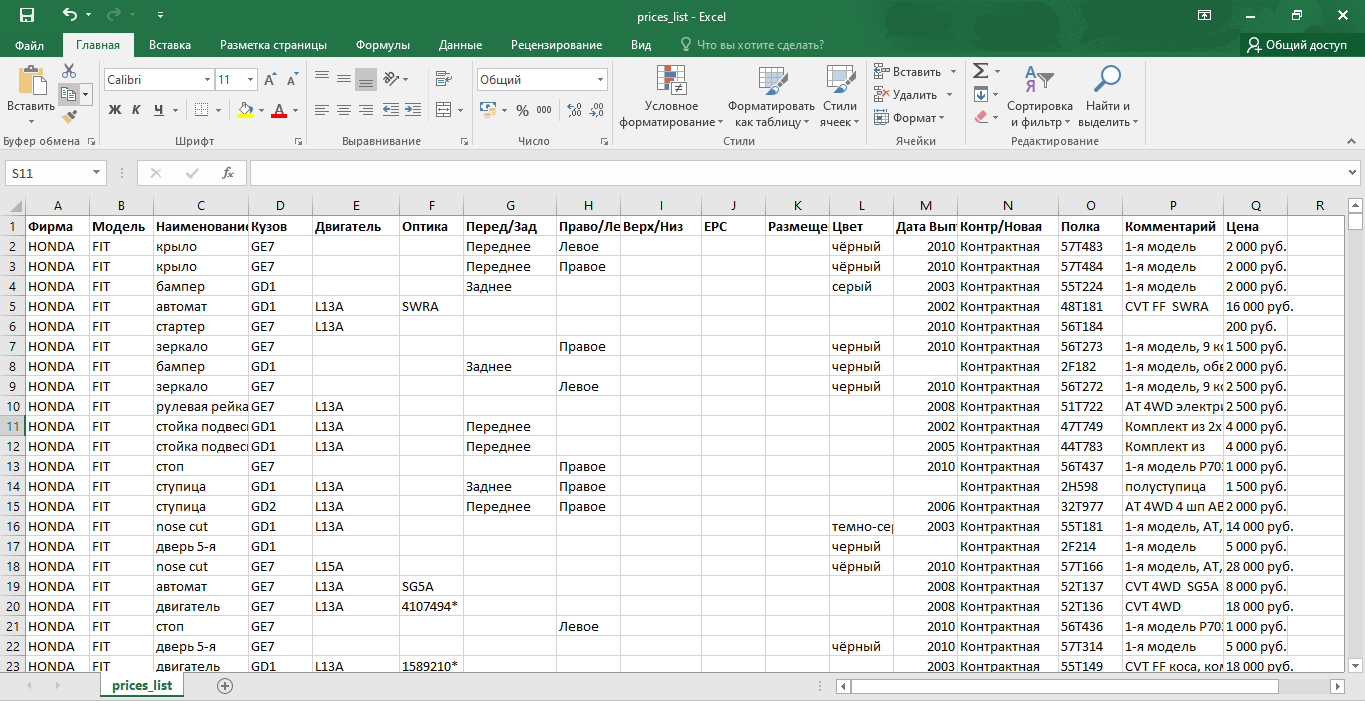 prices_list - Excel
Файл Главная Вставка Разметка страницы Формулы Данные Рецензирование Вид Что вы хотите сделать? Общий доступ
Вставить
Calibri 11
Ж К Ч
Общий
% 000
Условное форматирование
Форматировать как таблицу
Стили ячеек
Вставить
Удалить
Формат
Сортировка и фильтр
Найти и выделить
Буфер обмена Шрифт Выравнивание Число Стили Ячейки Редактирование
S11 fx
A B C D E F G H I J K L M N O P Q R
1 Фирма Модель Наименование Кузов Двигатель Оптика Перед/Зад Право/Ле Верх/Низ EPC Размеще Цвет Дата Вып Контр/Новая Полка Комментарий Цена
2 HONDA FIT крыло GE7 Переднее Левое чёрный 2010 Контрактная 57T483 1-я модель 2 000 руб.
3 HONDA FIT крыло GE7 Переднее Правое чёрный 2010 Контрактная 57T484 1-я модель 2 000 руб.
4 HONDA FIT бампер GD1 Заднее серый 2003 Контрактная 55T224 1-я модель 2 000 руб.
5 HONDA FIT автомат GD1 L13A SWRA 2002 Контрактная 48T181 CVT FF SWRA 16 000 руб.
6 HONDA FIT стартер GE7 L13A 2010 Контрактная 56T184 200 руб.
7 HONDA FIT зеркало GE7 Правое черный 2010 Контрактная 56T273 1-я модель, 9 ко 1 500 руб.
8 HONDA FIT бампер GD1 Заднее черный Контрактная 2F182 1-я модель, обв 2 000 руб.
9 HONDA FIT зеркало GE7 Левое черный 2010 Контрактная 56T272 1-я модель, 9 ко 2 500 руб.
10 HONDA FIT рулевая рейка GE7 L13A 2008 Контрактная 51T722 AT 4WD электри 2 500 руб.
11 HONDA FIT стойка подвес GD1 L13A Переднее 2002 Контрактная 47T749 Комплект из 2х 4 000 руб.
12 HONDA FIT стойка подвес GD1 L13A Переднее 2005 Контрактная 44T783 Комплект из 4 000 руб.
13 HONDA FIT стоп GE7 Правое 2010 Контрактная 56T437 1-я модель P703 1 000 руб.
14 HONDA FIT ступица GD1 L13A Заднее Правое Контрактная 2H598 полуступица 1 500 руб.
15 HONDA FIT ступица GD2 L13A Переднее Правое 2006 Контрактная 32T977 AT 4WD 4 шп AB 2 000 руб.
16 HONDA FIT nose cut GD1 L13A темно-сер 2003 Контрактная 55T181 1-я модель, AT, 14 000 руб.
17 HONDA FIT дверь 5-я GD1 черный Контрактная 2F214 1-я модель 5 000 руб.
18 HONDA FIT nose cut GE7 L15A чёрный 2010 Контрактная 57T166 1-я модель, AT, 28 000 руб.
19 HONDA FIT автомат GE7 L13A SG5A 2008 Контрактная 52T137 CVT 4WD SG5A 8 000 руб.
20 HONDA FIT двигатель GE7 L13A 4107494* 2008 Контрактная 52T136 CVT 4WD 18 000 руб.
21 HONDA FIT стоп GE7 Левое 2010 Контрактная 56T436 1-я модель P703 1 000 руб.
22 HONDA FIT дверь 5-я GE7 чёрный 2010 Контрактная 57T314 1-я модель 5 000 руб.
23 HONDA FIT двигатель GD1 L13A 1589210* 2003 Контрактная 55T149 CVT FF коса, ком 18 000 руб.
prices_list